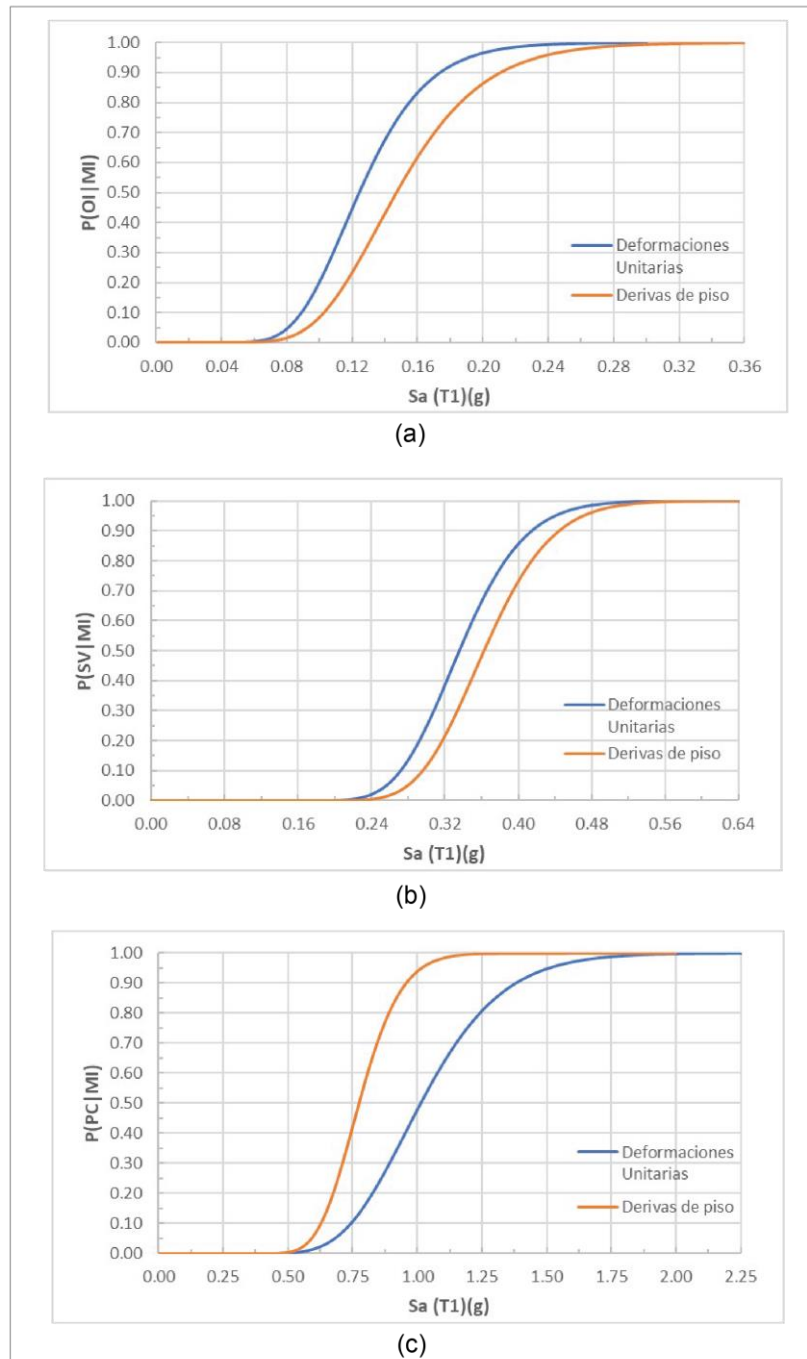 1.00
0.90
0.80
0.70
0.60
0.50
0.40
0.30
0.20
0.10
0.00
P(OI|MI)
Deformaciones
Unitarias
Derivas de piso
0.00 0.04 0.08 0.12 0.16 0.20 0.24 0.28 0.32 0.36
Sa (T1)(g)
(a)
1.00
0.90
0.80
0.70
0.60
0.50
0.40
0.30
0.20
0.10
0.00
P(SV|MI)
Deformaciones
Unitarias
Derivas de piso
0.00 0.08 0.16 0.24 0.32 0.40 0.48 0.56 0.64
Sa (T1)(g)
(b)
1.00
0.90
0.80
0.70
0.60
0.50
0.40
0.30
0.20
0.10
0.00
P(PC|MI)
Deformaciones
Unitarias
Derivas de piso
0.00 0.25 0.50 0.75 1.00 1.25 1.50 1.75 2.00 2.25
Sa (T1)(g)
(c)